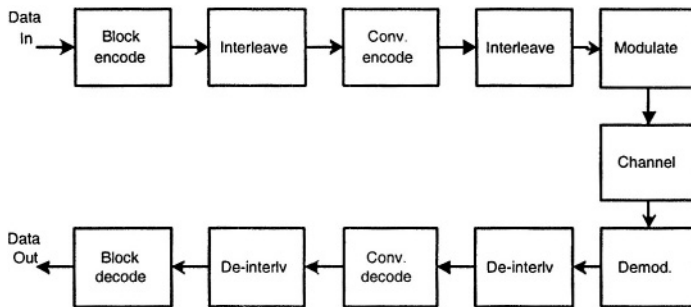 Data
In
Block
encode
Interleave
Conv.
encode
Interleave
Modulate
Channel
Data
Out
Block
decode
De-interlv
Conv.
decode
De-interlv
Demod.